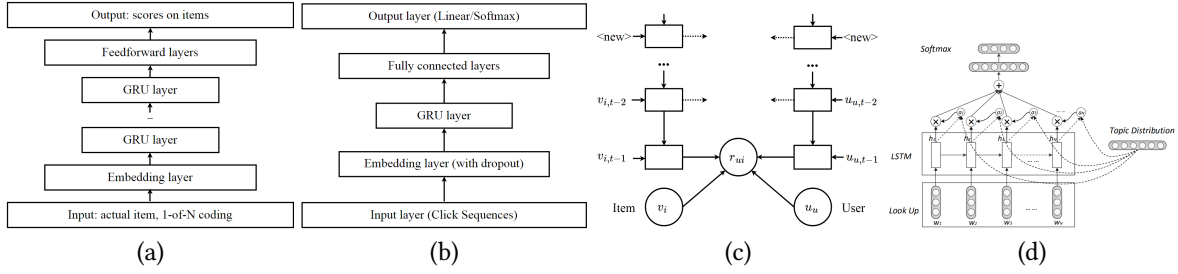 Output: scores on items
Feedforward layers
GRU layer
...
GRU layer
Embedding layer
Input: actual item, 1-of-N coding
(a)
Output layer (Linear/Softmax)
Fully connected layers
GRU layer
Embedding layer (with dropout)
Input layer (Click Sequences)
(b)
<new>
<new>
...
...
v_{i,t−2}
u_{u,t−2}
v_{i,t−1}
r_{ui}
u_{u,t−1}
Item
v_i
u_u
User
(c)
Softmax
+
× × × ×
Topic Distribution
LSTM
......
Look Up
... ...
w₁ w₂ w₃ w_N
(d)